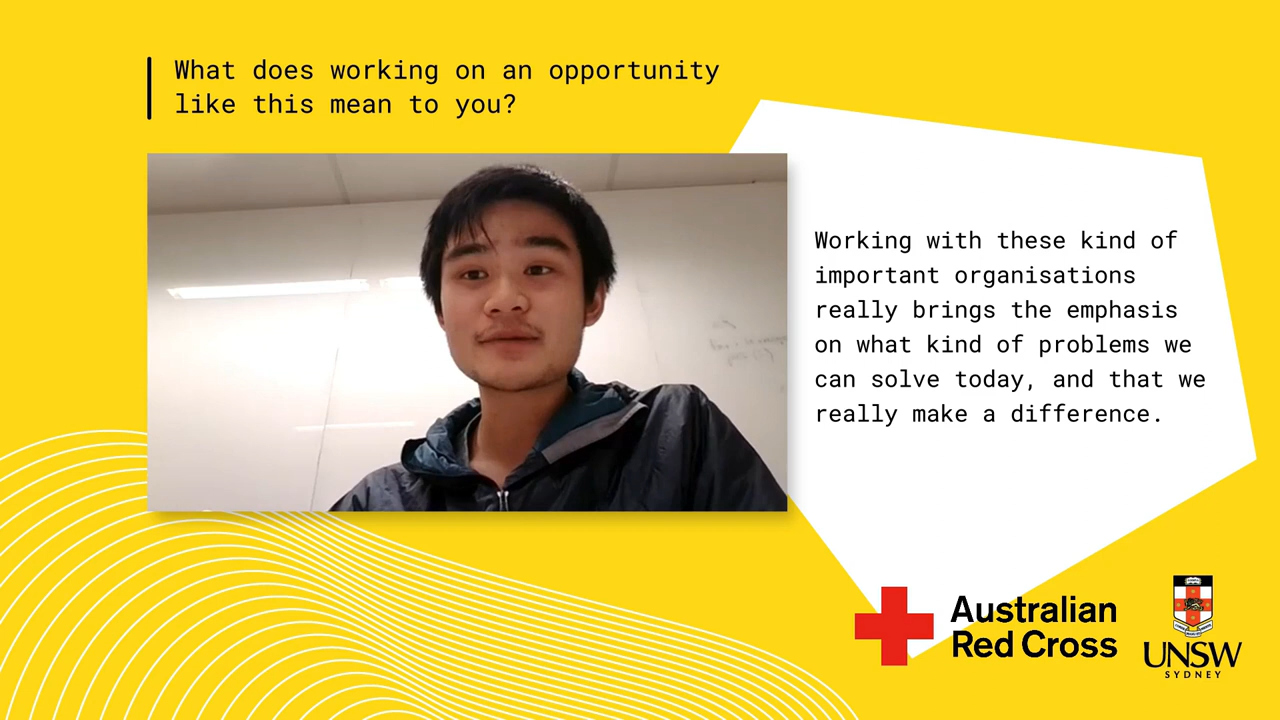 What does working on an opportunity
like this mean to you?
Working with these kind of
important organisations
really brings the emphasis
on what kind of problems we
can solve today, and that we
really make a difference.
Australian
Red Cross
UNSW
SYDNEY